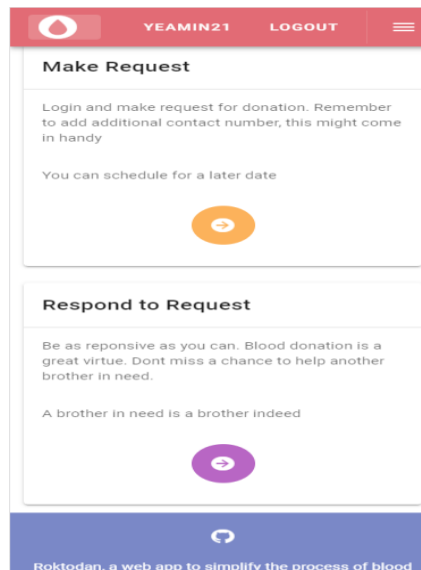 YEAMIN21 LOGOUT
Make Request
Login and make request for donation. Remember
to add additional contact number, this might come
in handy
You can schedule for a later date
Respond to Request
Be as reponsive as you can. Blood donation is a
great virtue. Dont miss a chance to help another
brother in need.
A brother in need is a brother indeed
Roktodan, a web app to simplify the process of blood